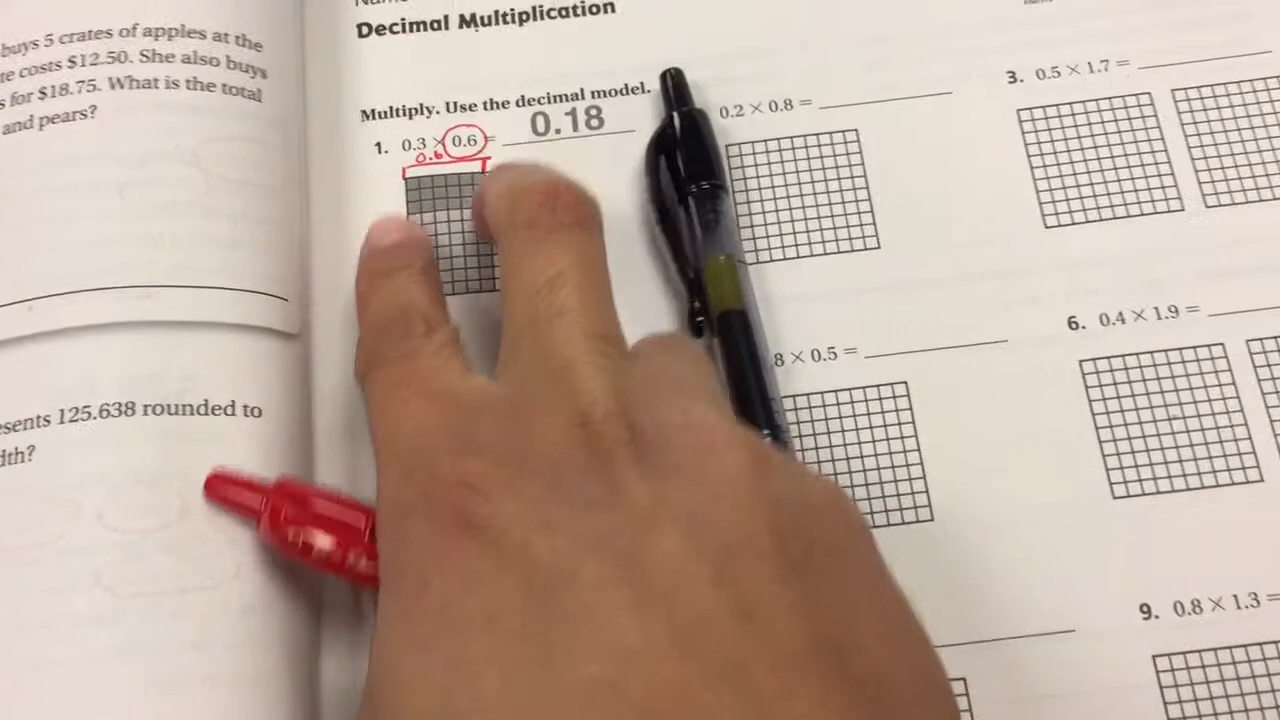 buys 5 crates of apples at the
te costs $12.50. She also buys
s for $18.75. What is the total
and pears?
sents 125.638 rounded to
dth?
Decimal Multiplication
Multiply. Use the decimal model.
1. 0.3 × 0.6 = 0.18
0.6
0.2 × 0.8 =
3. 0.5 × 1.7 =
8 × 0.5 =
6. 0.4 × 1.9 =
9. 0.8 × 1.3 =